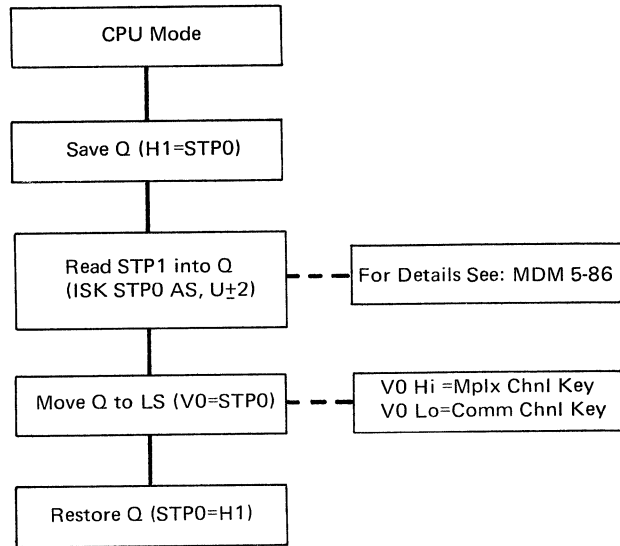 CPU Mode
Save Q (H1=STP0)
Read STP1 into Q
(ISK STP0 AS, U±2)
For Details See: MDM 5-86
Move Q to LS (V0=STP0)
V0 Hi =Mplx Chnl Key
V0 Lo=Comm Chnl Key
Restore Q (STP0=H1)